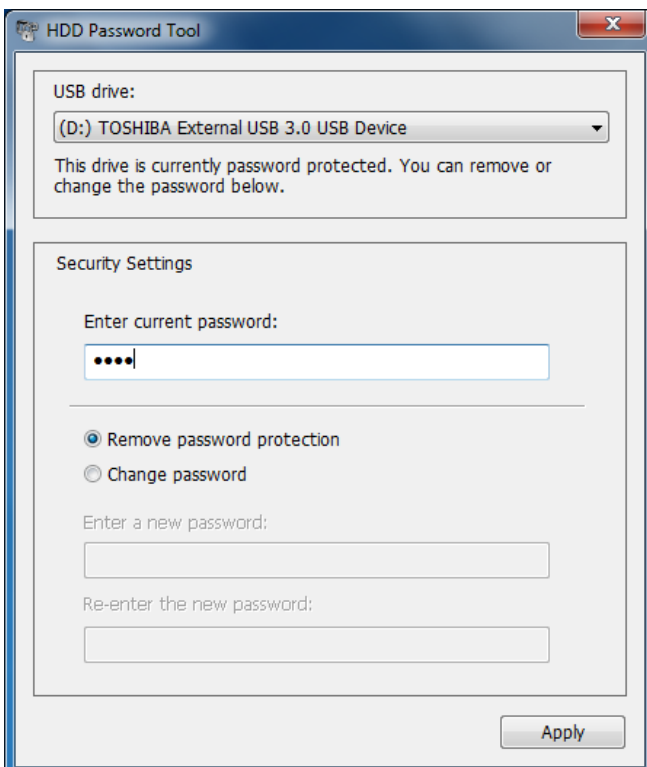 HDD Password Tool
USB drive:
(D:) TOSHIBA External USB 3.0 USB Device
This drive is currently password protected. You can remove or
change the password below.
Security Settings
Enter current password:
••••
Remove password protection
Change password
Enter a new password:
Re-enter the new password:
Apply